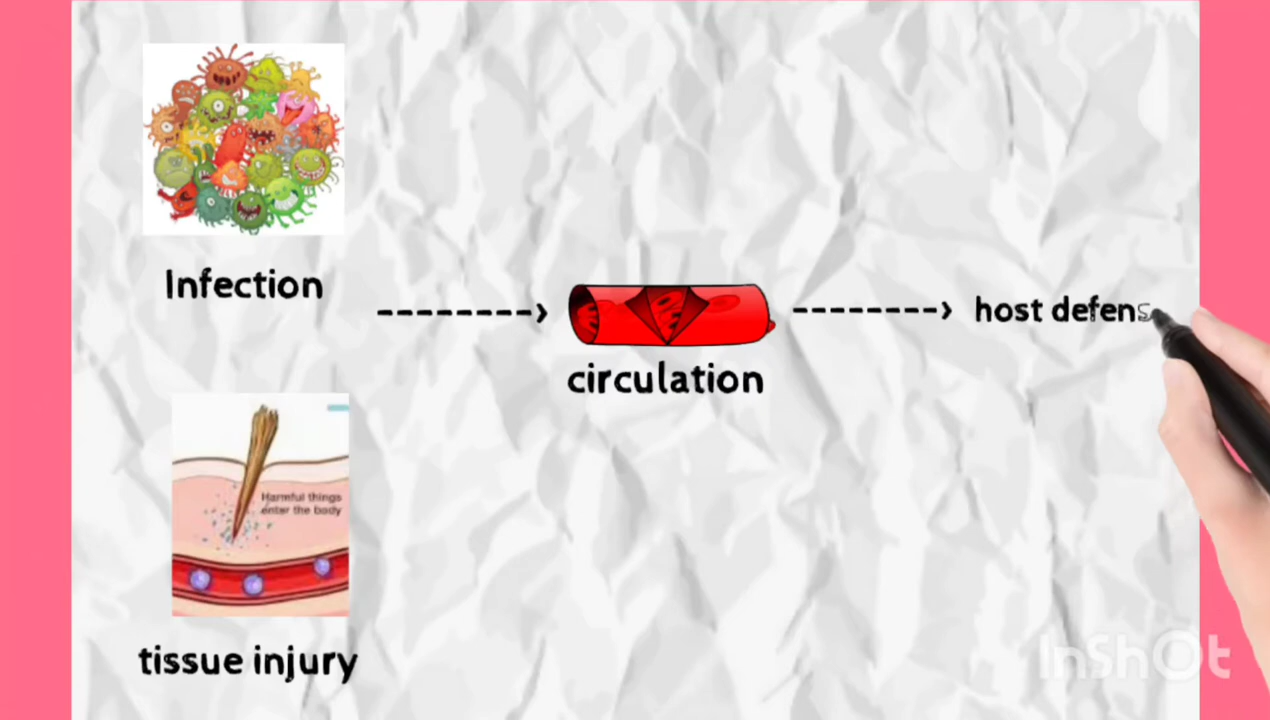 Infection
circulation
host defens
Harmful things
enter the body
tissue injury
InShOt